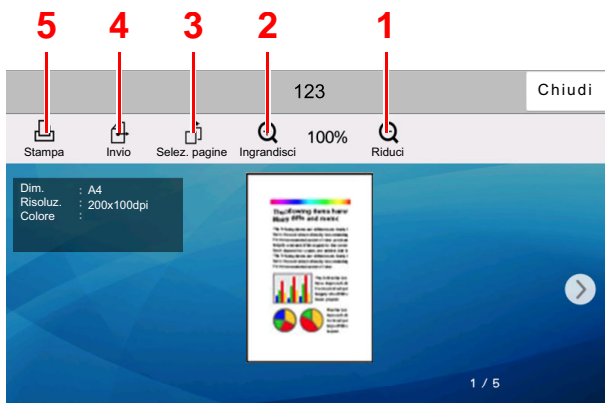 5 4 3 2 1
123
Chiudi
Stampa Invio Selez. pagine Ingrandisci 100% Riduci
Dim. : A4
Risoluz. : 200x100dpi
Colore :
1 / 5